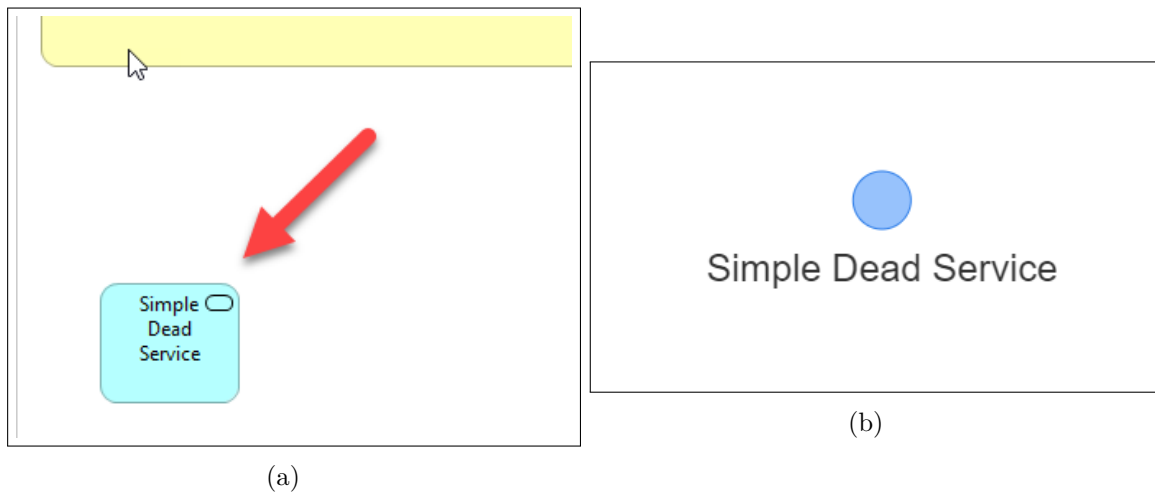 Simple
Dead
Service
(a)
Simple Dead Service
(b)